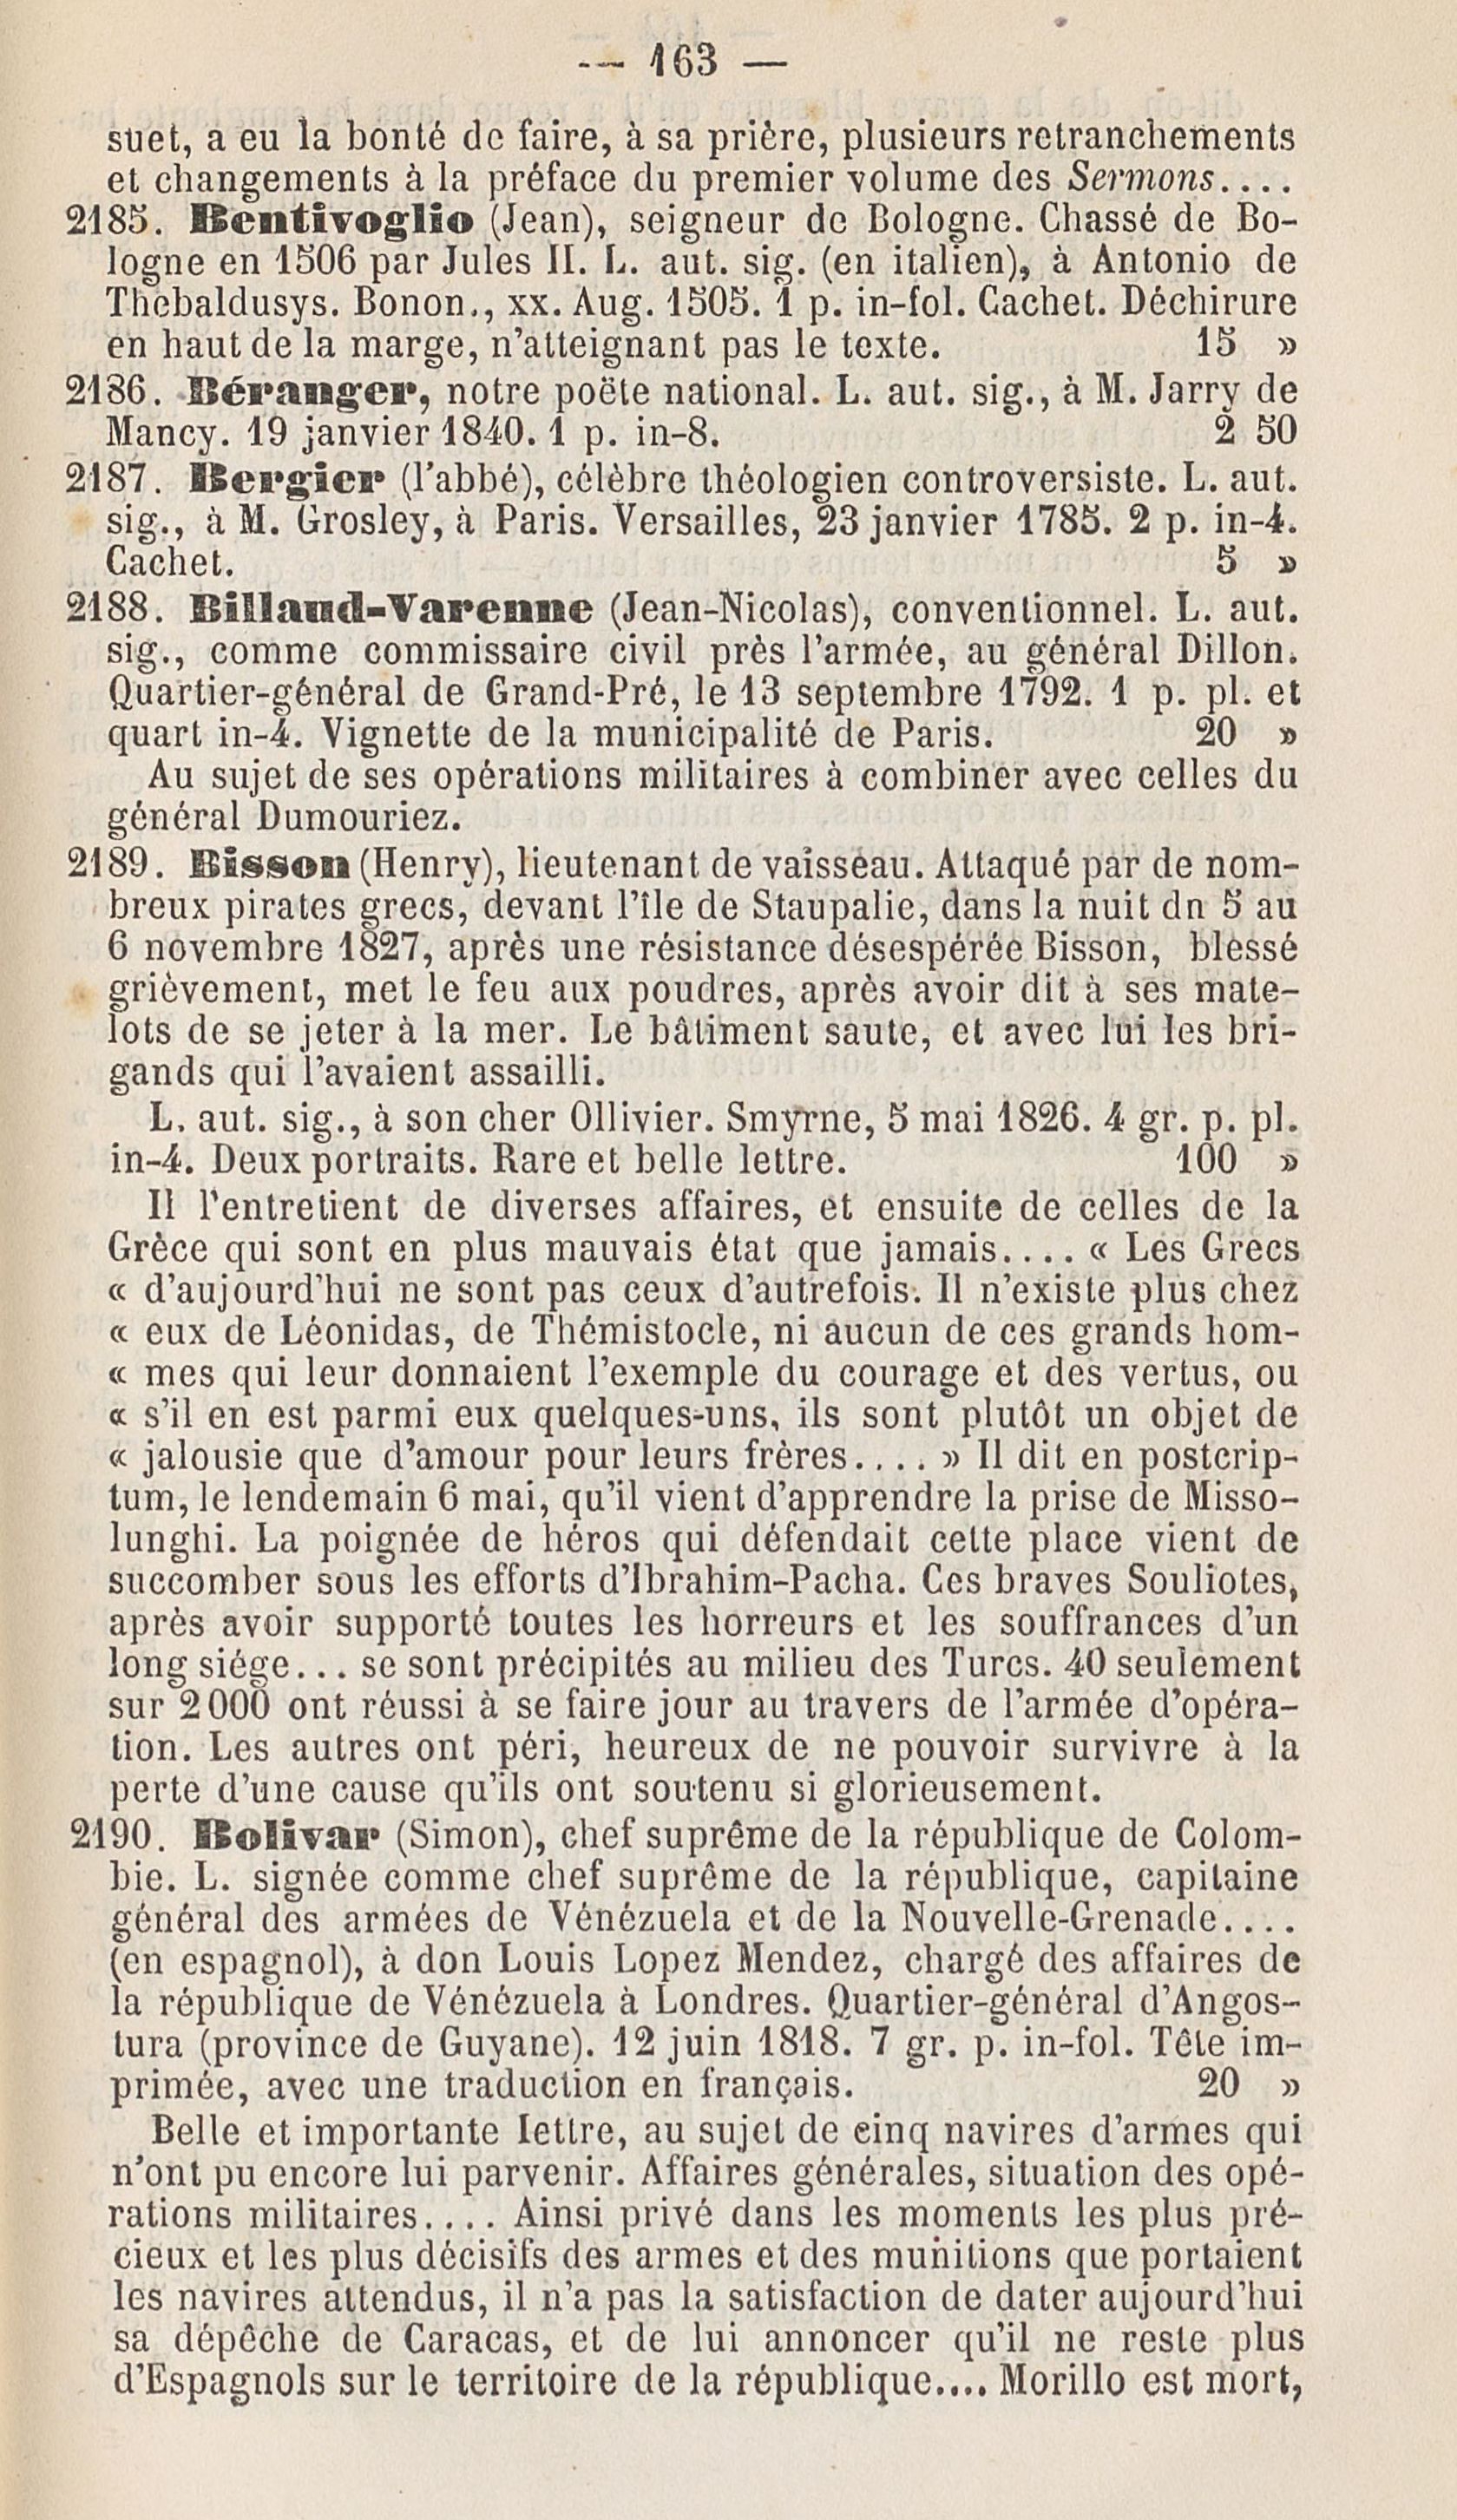 — 163 —
suet, a eu la bonté de faire, à sa prière, plusieurs retranchements
et changements à la préface du premier volume des Sermons....
2185. Bentivoglio (Jean), seigneur de Bologne. Chassé de Bo-
logne en 1506 par Jules II. L. aut. sig. (en italien), à Antonio de
Thebaldusys. Bonon., xx. Aug. 1505. 1 p. in-fol. Cachet. Déchirure
en haut de la marge, n'atteignant pas le texte. 15 »
2186. Béranger, notre poëte national. L. aut. sig., à M. Jarry de
Mancy. 19 janvier 1840. 1 p. in-8. 2 50
2187. Bergier (l'abbé), célèbre théologien controversiste. L. aut.
sig., à M. Grosley, à Paris. Versailles, 23 janvier 1785. 2 p. in-4.
Cachet. 5 »
2188. Billaud-Varenne (Jean-Nicolas), conventionnel. L. aut.
sig., comme commissaire civil près l'armée, au général Dillon.
Quartier-général de Grand-Pré, le 13 septembre 1792. 1 p. pl. et
quart in-4. Vignette de la municipalité de Paris. 20 »
Au sujet de ses opérations militaires à combiner avec celles du
général Dumouriez.
2189. Bisson (Henry), lieutenant de vaisseau. Attaqué par de nom-
breux pirates grecs, devant l'île de Staupalie, dans la nuit dn 5 au
6 novembre 1827, après une résistance désespérée Bisson, blessé
grièvement, met le feu aux poudres, après avoir dit à ses mate-
lots de se jeter à la mer. Le bâtiment saute, et avec lui les bri-
gands qui l'avaient assailli.
L. aut. sig., à son cher Ollivier. Smyrne, 5 mai 1826. 4 gr. p. pl.
in-4. Deux portraits. Rare et belle lettre. 100 »
Il l'entretient de diverses affaires, et ensuite de celles de la
Grèce qui sont en plus mauvais état que jamais.... « Les Grecs
« d'aujourd'hui ne sont pas ceux d'autrefois. Il n'existe plus chez
« eux de Léonidas, de Thémistocle, ni aucun de ces grands hom-
« mes qui leur donnaient l'exemple du courage et des vertus, ou
« s'il en est parmi eux quelques-uns, ils sont plutôt un objet de
« jalousie que d'amour pour leurs frères.... » Il dit en postcrip-
tum, le lendemain 6 mai, qu'il vient d'apprendre la prise de Misso-
lunghi. La poignée de héros qui défendait cette place vient de
succomber sous les efforts d'Ibrahim-Pacha. Ces braves Souliotes,
après avoir supporté toutes les horreurs et les souffrances d'un
long siége... se sont précipités au milieu des Turcs. 40 seulement
sur 2000 ont réussi à se faire jour au travers de l'armée d'opéra-
tion. Les autres ont péri, heureux de ne pouvoir survivre à la
perte d'une cause qu'ils ont soutenu si glorieusement.
2190. Bolivar (Simon), chef suprême de la république de Colom-
bie. L. signée comme chef suprême de la république, capitaine
général des armées de Vénézuela et de la Nouvelle-Grenade....
(en espagnol), à don Louis Lopez Mendez, chargé des affaires de
la république de Vénézuela à Londres. Quartier-général d'Angos-
tura (province de Guyane). 12 juin 1818. 7 gr. p. in-fol. Tête im-
primée, avec une traduction en français. 20 »
Belle et importante lettre, au sujet de cinq navires d'armes qui
n'ont pu encore lui parvenir. Affaires générales, situation des opé-
rations militaires.... Ainsi privé dans les moments les plus pré-
cieux et les plus décisifs des armes et des munitions que portaient
les navires attendus, il n'a pas la satisfaction de dater aujourd'hui
sa dépêche de Caracas, et de lui annoncer qu'il ne reste plus
d'Espagnols sur le territoire de la république.... Morillo est mort,